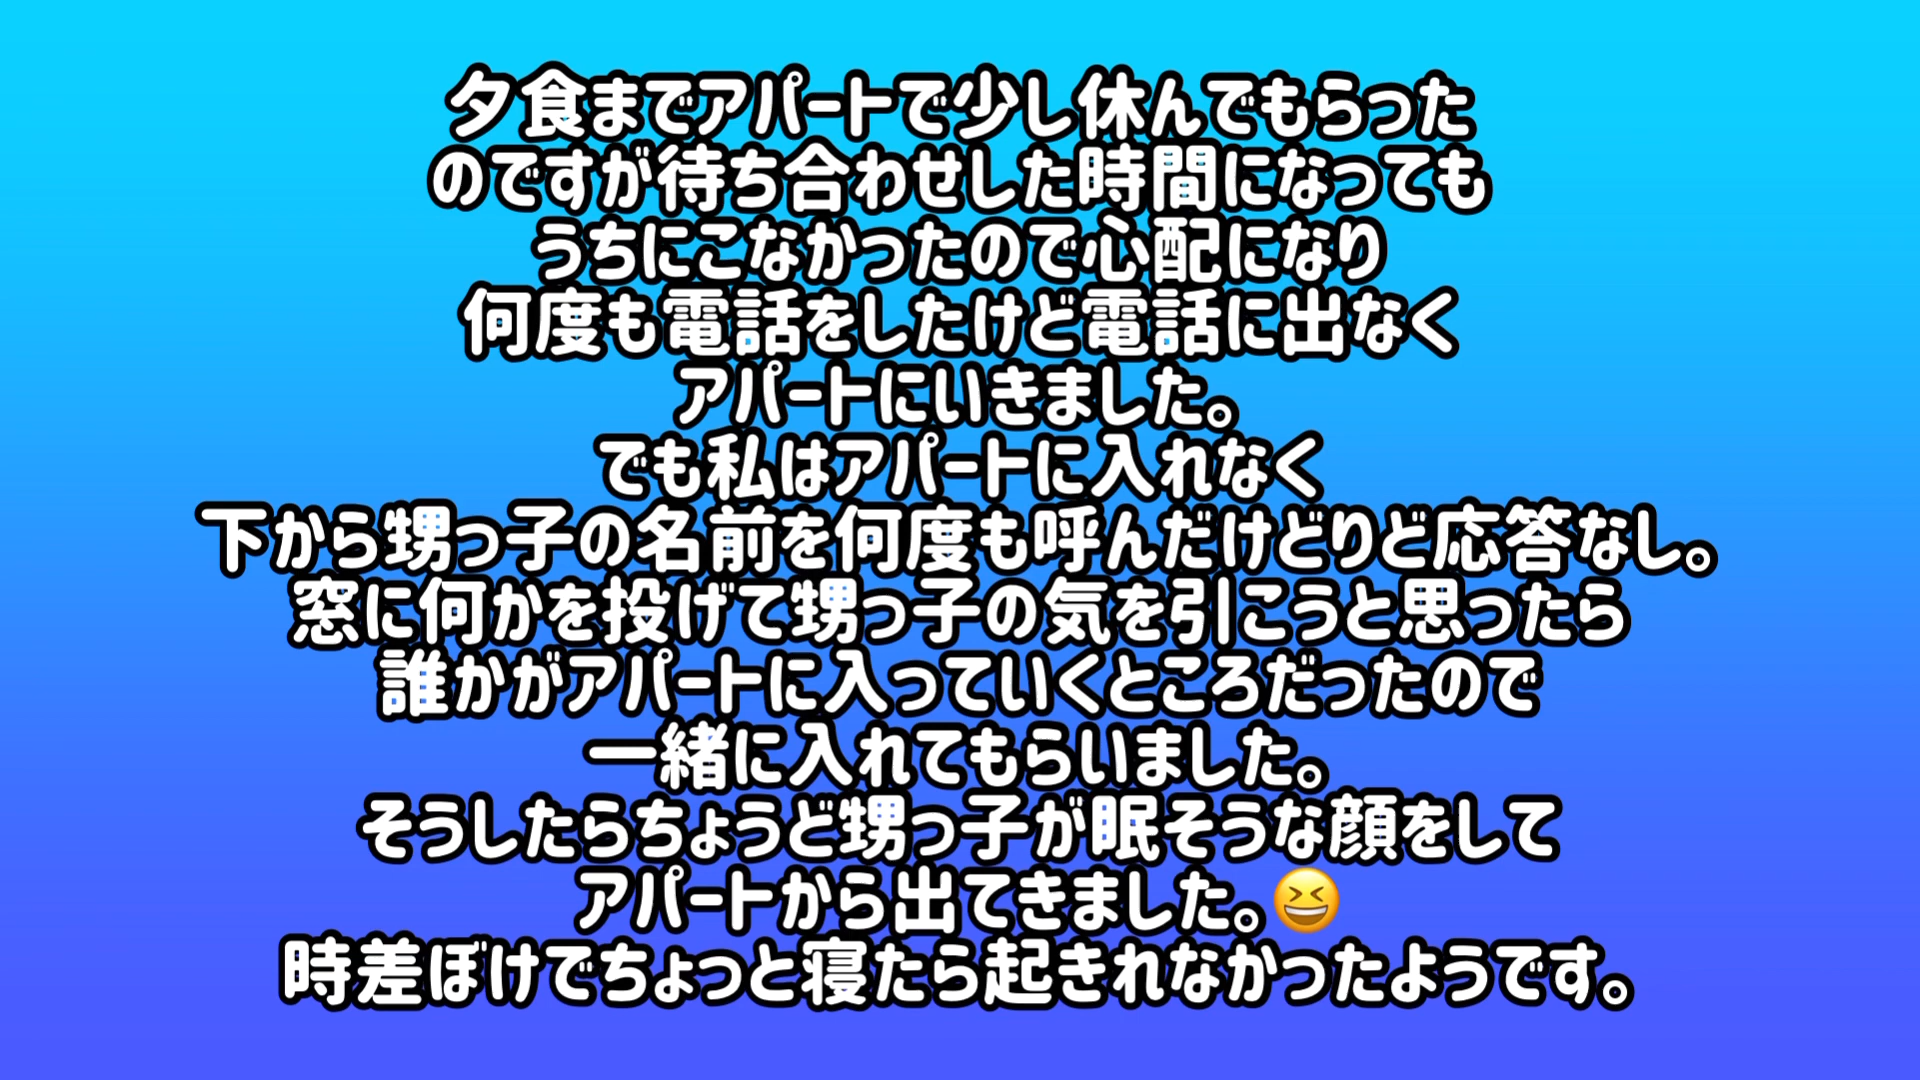 夕食までアパートで少し休んでもらった
のですが待ち合わせした時間になっても
うちにこなかったので心配になり
何度も電話をしたけど電話に出なく
アパートにいきました。
でも私はアパートに入れなく
下から甥っ子の名前を何度も呼んだけどりど応答なし。
窓に何かを投げて甥っ子の気を引こうと思ったら
誰かがアパートに入っていくところだったので
一緒に入れてもらいました。
そうしたらちょうど甥っ子が眠そうな顔をして
アパートから出てきました。😆
時差ぼけでちょっと寝たら起きれなかったようです。